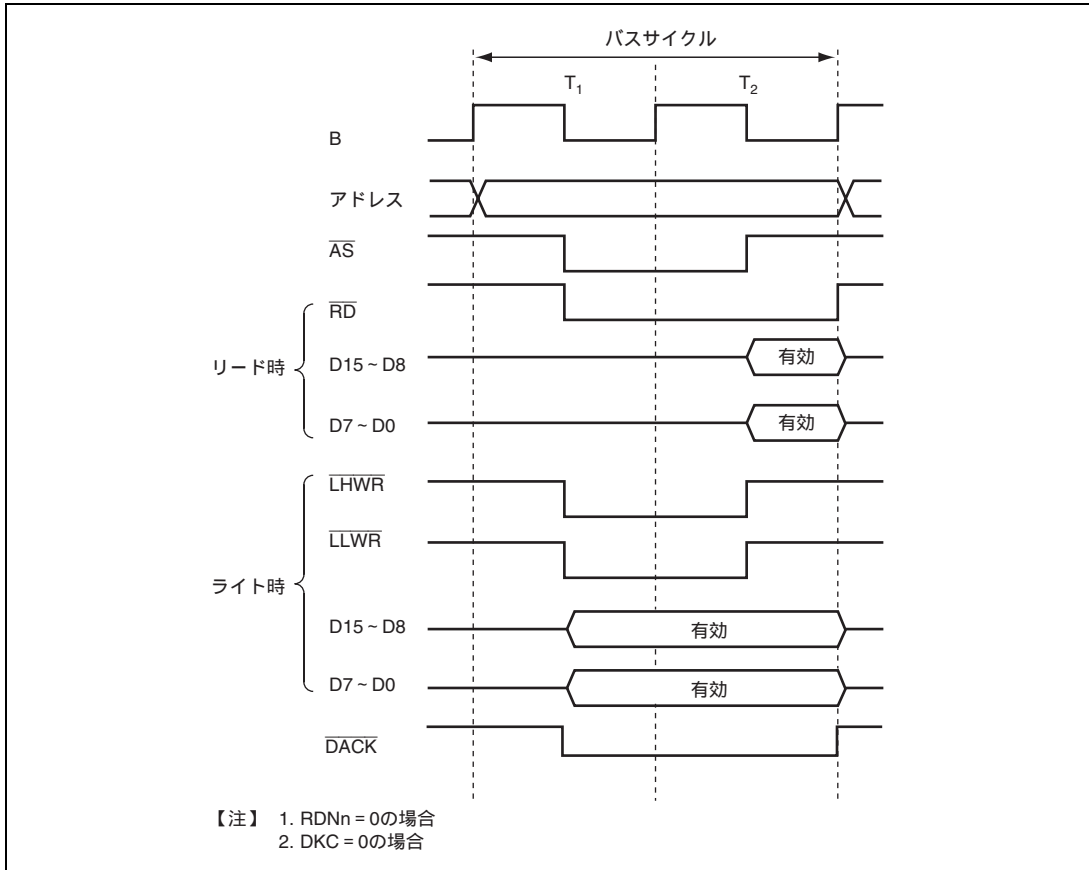 バスサイクル
T1
T2
B
アドレス
AS
RD
リード時
D15~D8
有効
D7~D0
有効
LHWR
LLWR
ライト時
D15~D8
有効
D7~D0
有効
DACK
【注】 1. RDNn = 0の場合
2. DKC = 0の場合